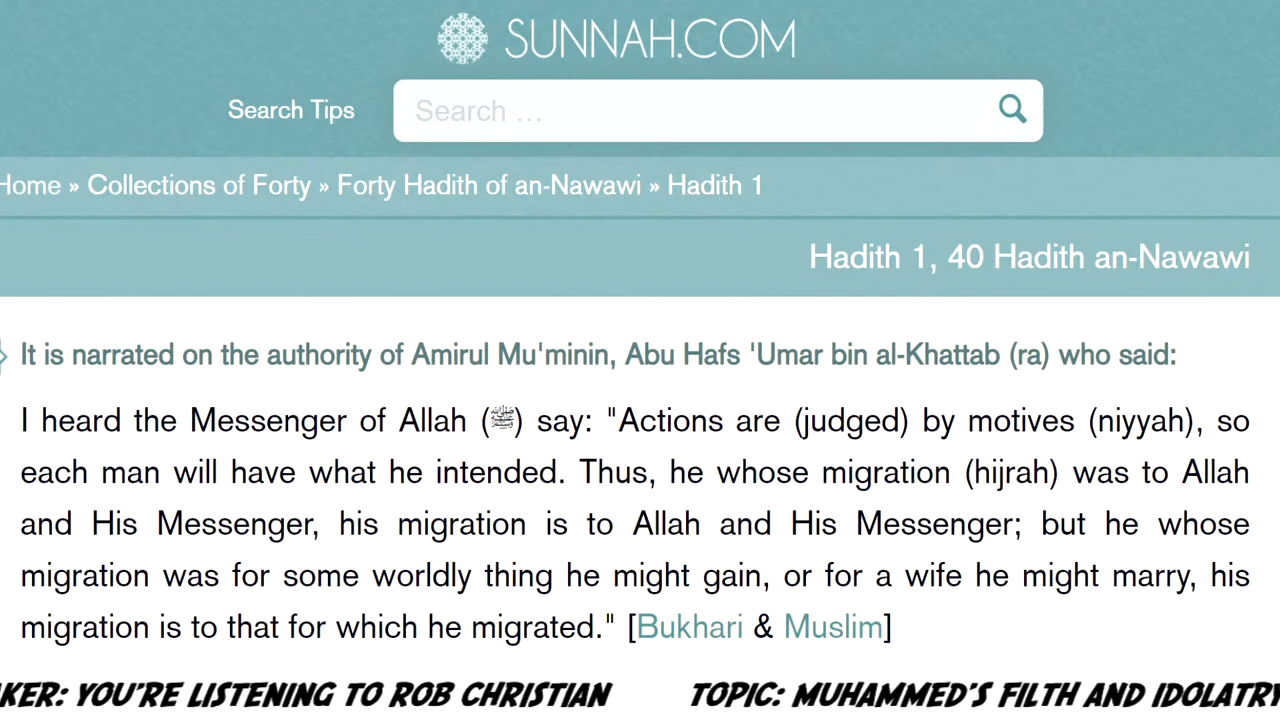 SUNNAH.COM
Search Tips
Search ...
Home » Collections of Forty » Forty Hadith of an-Nawawi » Hadith 1
Hadith 1, 40 Hadith an-Nawawi
It is narrated on the authority of Amirul Mu'minin, Abu Hafs 'Umar bin al-Khattab (ra) who said:
I heard the Messenger of Allah (ﷺ) say: "Actions are (judged) by motives (niyyah), so
each man will have what he intended. Thus, he whose migration (hijrah) was to Allah
and His Messenger, his migration is to Allah and His Messenger; but he whose
migration was for some worldly thing he might gain, or for a wife he might marry, his
migration is to that for which he migrated." [Bukhari & Muslim]
KER: YOU'RE LISTENING TO ROB CHRISTIAN TOPIC: MUHAMMED'S FILTH AND IDOLATRY